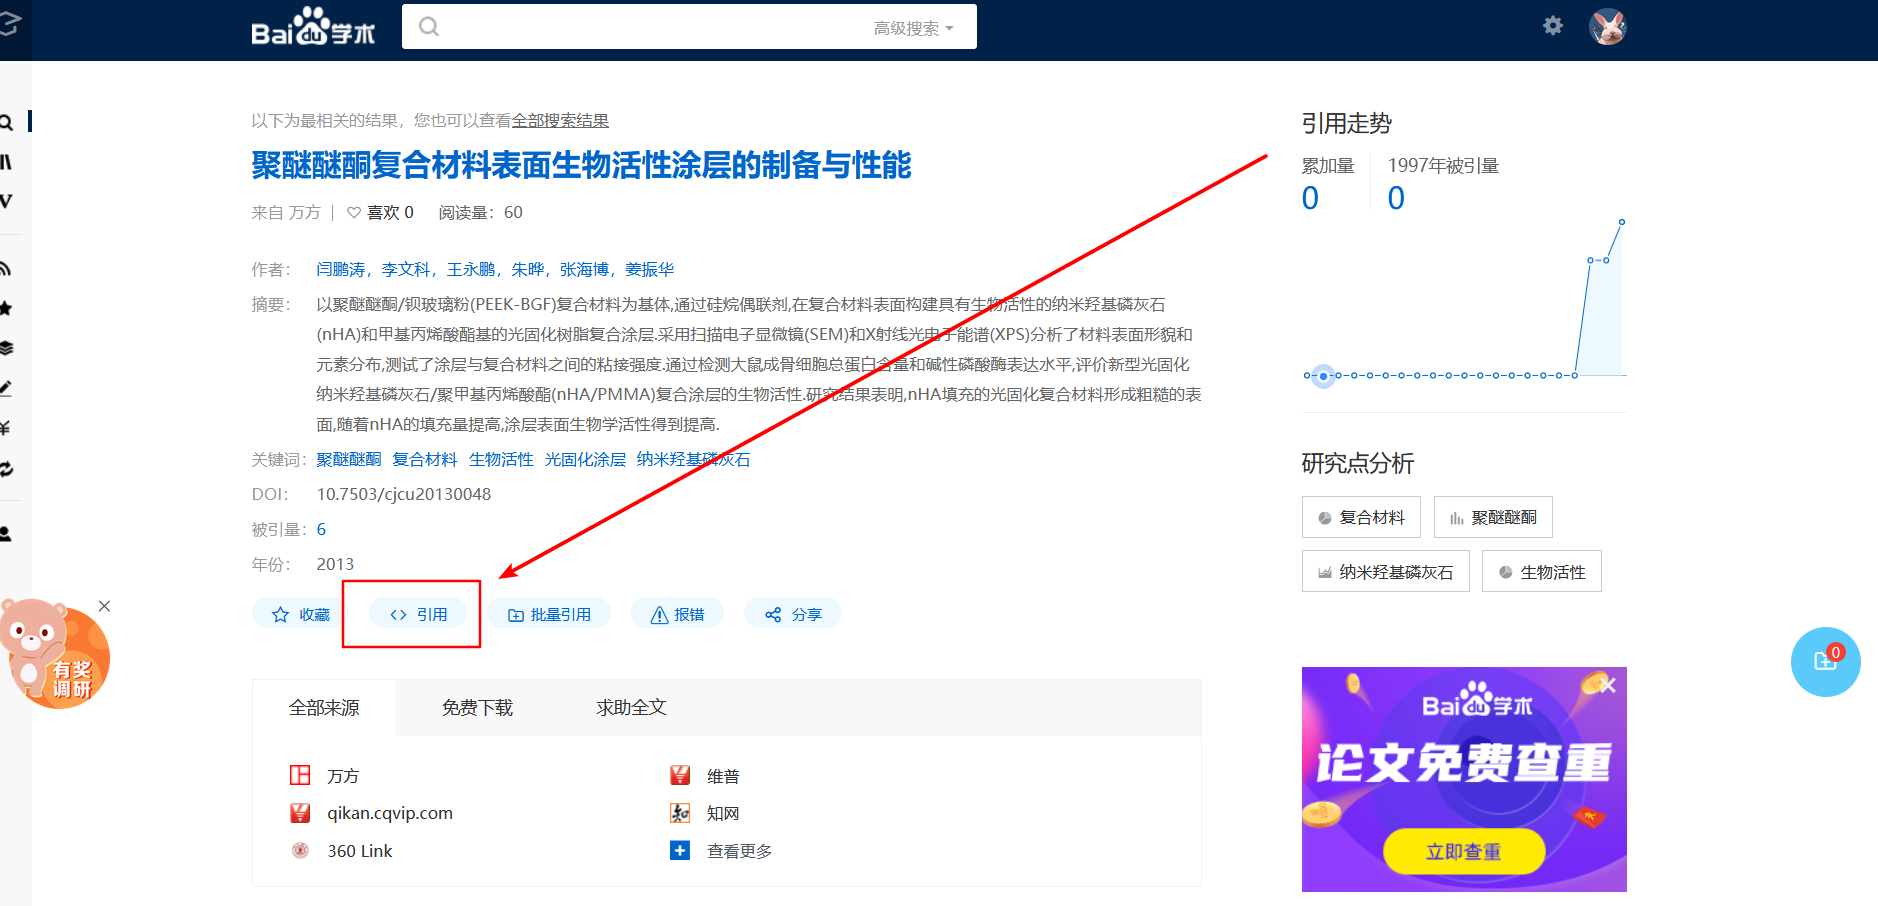 Baidu学术
高级搜索
以下为最相关的结果，您也可以查看全部搜索结果
聚醚醚酮复合材料表面生物活性涂层的制备与性能
来自 万方 | 喜欢 0 阅读量：60
作者： 闫鹏涛，李文科，王永鹏，朱晔，张海博，姜振华
摘要： 以聚醚醚酮/钡玻璃粉(PEEK-BGF)复合材料为基体,通过硅烷偶联剂,在复合材料表面构建具有生物活性的纳米羟基磷灰石
(nHA)和甲基丙烯酸酯基的光固化树脂复合涂层.采用扫描电子显微镜(SEM)和X射线光电子能谱(XPS)分析了材料表面形貌和
元素分布,测试了涂层与复合材料之间的粘接强度.通过检测大鼠成骨细胞总蛋白含量和碱性磷酸酶表达水平,评价新型光固化
纳米羟基磷灰石/聚甲基丙烯酸酯(nHA/PMMA)复合涂层的生物活性.研究结果表明,nHA填充的光固化复合材料形成粗糙的表
面,随着nHA的填充量提高,涂层表面生物学活性得到提高.
关键词： 聚醚醚酮 复合材料 生物活性 光固化涂层 纳米羟基磷灰石
DOI： 10.7503/cjcu20130048
被引量： 6
年份： 2013
收藏 引用 批量引用 报错 分享
全部来源 免费下载 求助全文
万方 维普
qikan.cqvip.com 知网
360 Link 查看更多
引用走势
累加量 1997年被引量
0 0
研究点分析
复合材料 聚醚醚酮
纳米羟基磷灰石 生物活性
Baidu学术
论文免费查重
立即查重
有奖
调研
0